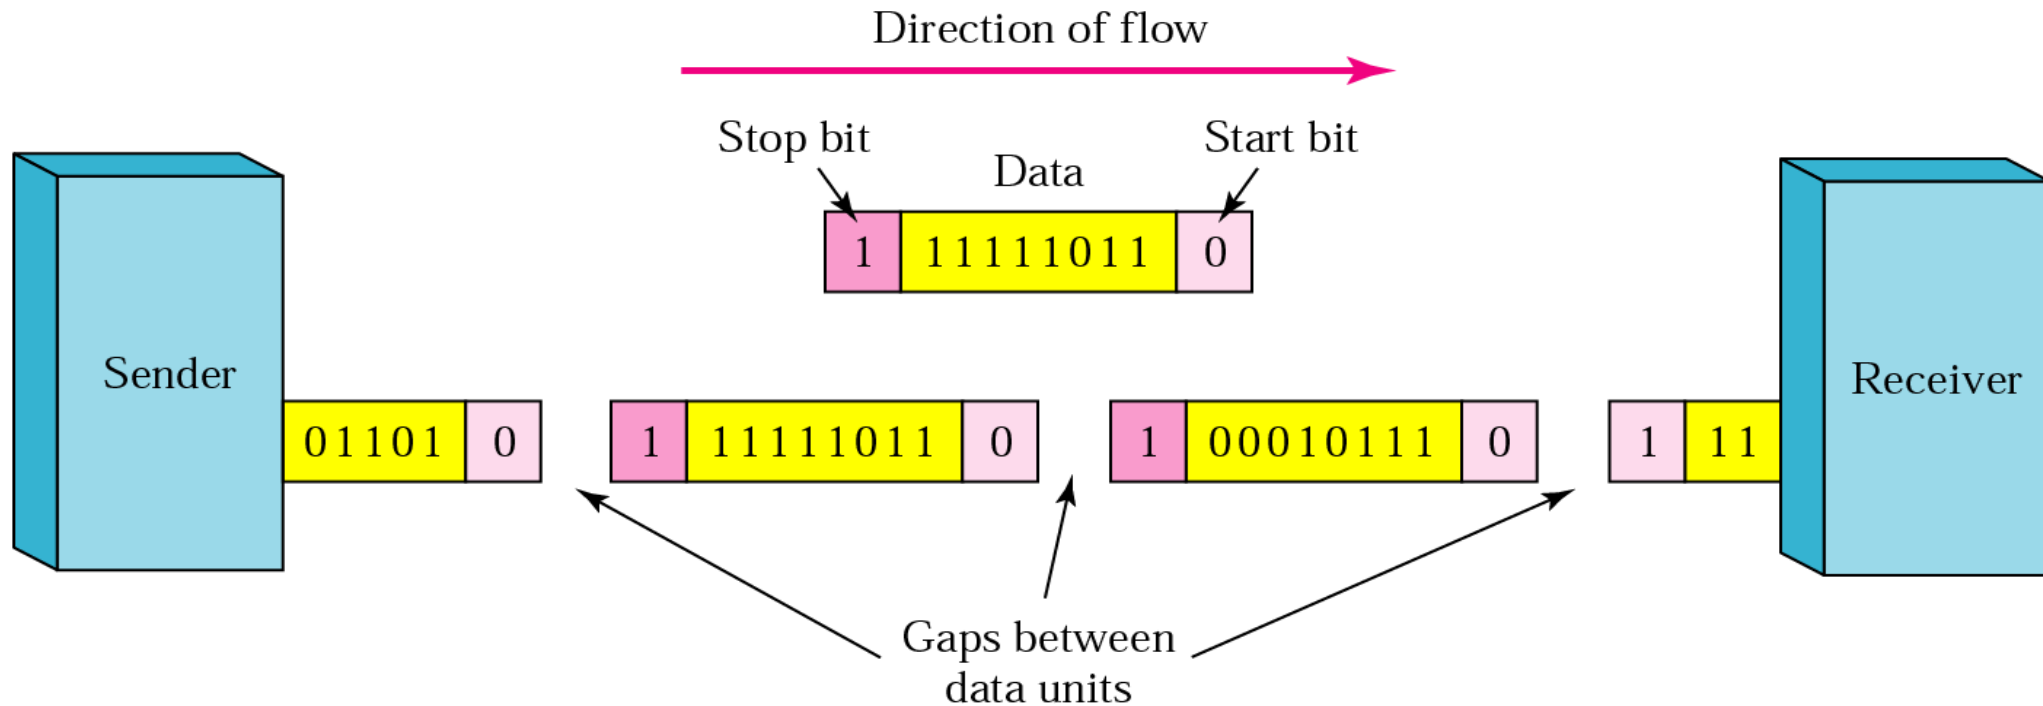 Direction of flow
Stop bit
Start bit
Data
1 11111011 0
Sender
Receiver
01101 0 1 11111011 0 1 00010111 0 1 11
Gaps between
data units